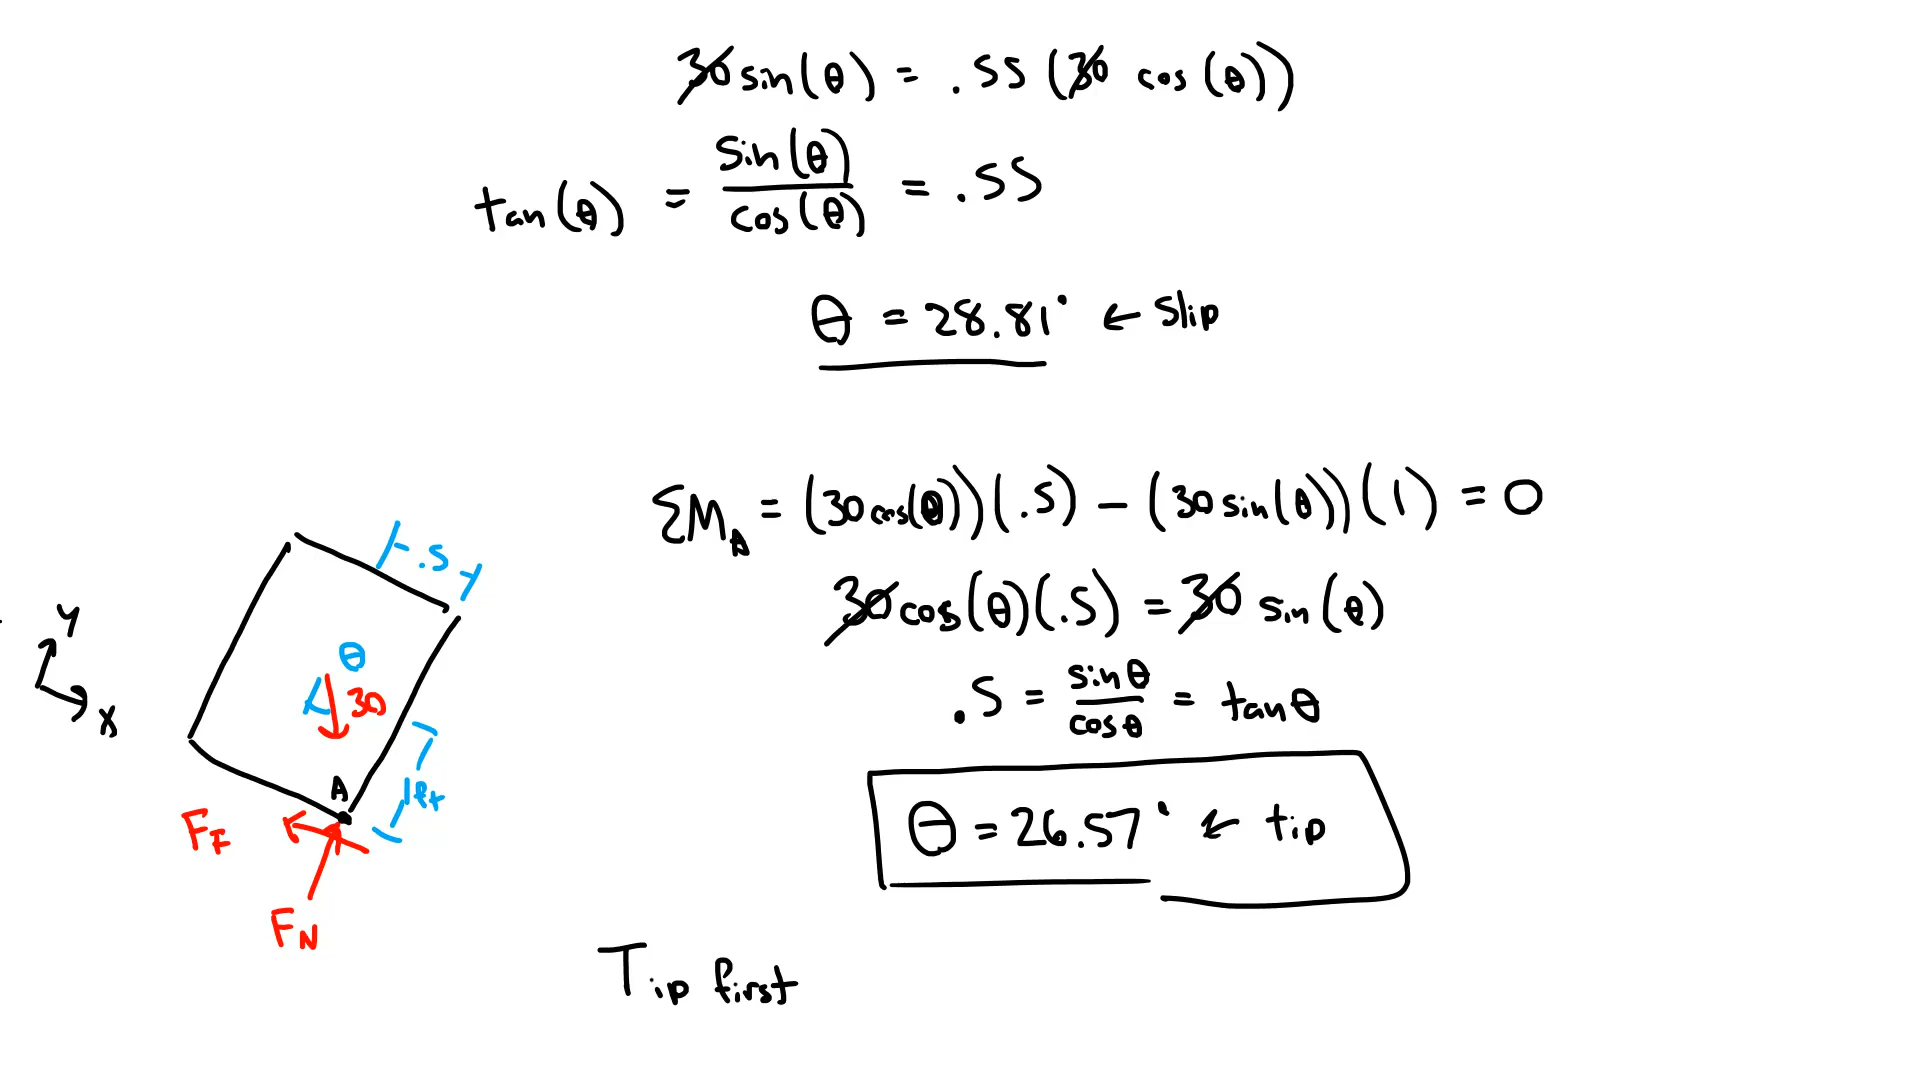 30 sin(θ) = .55 (30 cos(θ))
tan(θ) = sin(θ)/cos(θ) = .55
θ = 28.81° ← Slip
ΣM_A = (30 cos(θ))(.5) − (30 sin(θ))(1) = 0
30 cos(θ)(.5) = 30 sin(θ)
.5 = sinθ/cosθ = tanθ
θ = 26.57° ← tip
Tip first
.5
y
x
θ
30
A
1ft
F_F
F_N